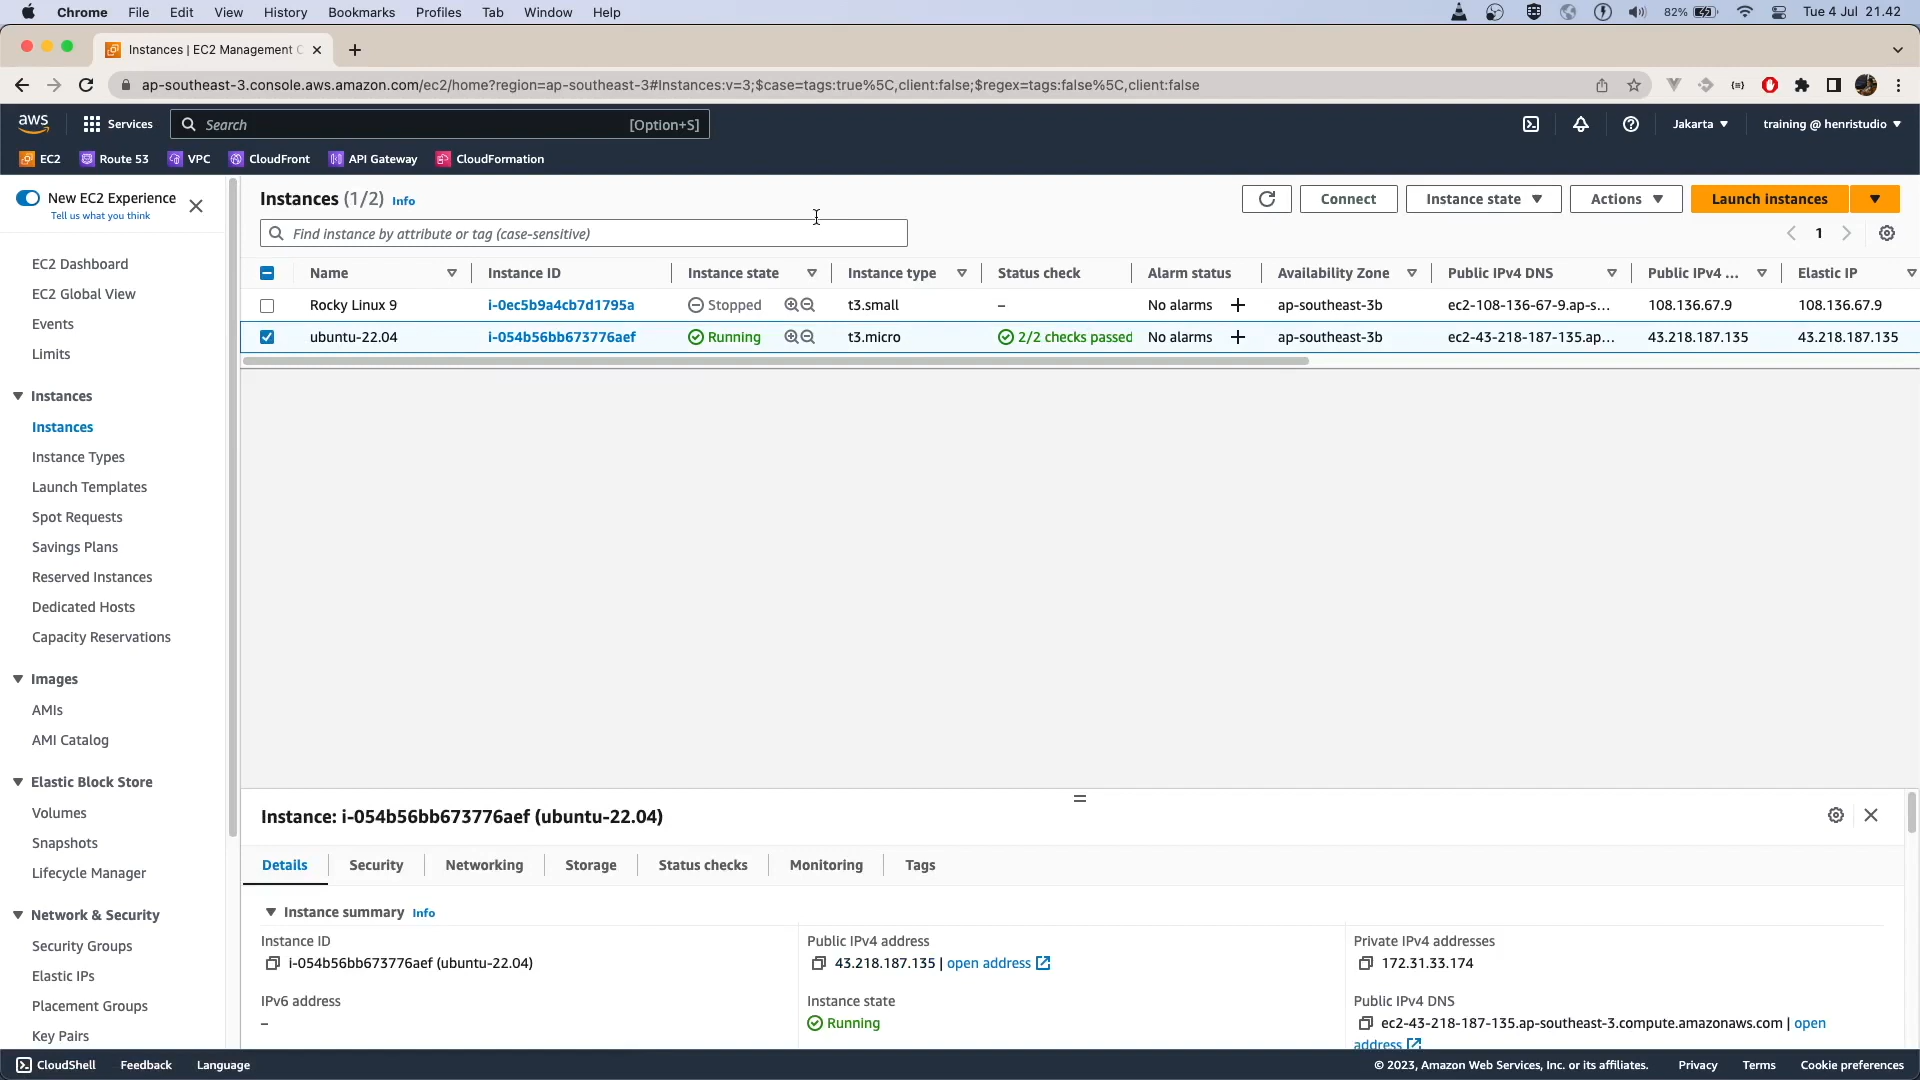 Chrome File Edit View History Bookmarks Profiles Tab Window Help 82% Tue 4 Jul 21.42
Instances | EC2 Management C
ap-southeast-3.console.aws.amazon.com/ec2/home?region=ap-southeast-3#Instances:v=3;$case=tags:true%5C,client:false;$regex=tags:false%5C,client:false
aws Services Search [Option+S] Jakarta training @ henristudio
EC2 Route 53 VPC CloudFront API Gateway CloudFormation
New EC2 Experience
Tell us what you think
EC2 Dashboard
EC2 Global View
Events
Limits
Instances
Instances
Instance Types
Launch Templates
Spot Requests
Savings Plans
Reserved Instances
Dedicated Hosts
Capacity Reservations
Images
AMIs
AMI Catalog
Elastic Block Store
Volumes
Snapshots
Lifecycle Manager
Network & Security
Security Groups
Elastic IPs
Placement Groups
Key Pairs
Instances (1/2) Info Connect Instance state Actions Launch instances
Find instance by attribute or tag (case-sensitive) 1
Name Instance ID Instance state Instance type Status check Alarm status Availability Zone Public IPv4 DNS Public IPv4 ... Elastic IP
Rocky Linux 9 i-0ec5b9a4cb7d1795a Stopped t3.small – No alarms + ap-southeast-3b ec2-108-136-67-9.ap-s... 108.136.67.9 108.136.67.9
ubuntu-22.04 i-054b56bb673776aef Running t3.micro 2/2 checks passed No alarms + ap-southeast-3b ec2-43-218-187-135.ap... 43.218.187.135 43.218.187.135
Instance: i-054b56bb673776aef (ubuntu-22.04)
Details Security Networking Storage Status checks Monitoring Tags
Instance summary Info
Instance ID
i-054b56bb673776aef (ubuntu-22.04)
IPv6 address
–
Public IPv4 address
43.218.187.135 | open address
Instance state
Running
Private IPv4 addresses
172.31.33.174
Public IPv4 DNS
ec2-43-218-187-135.ap-southeast-3.compute.amazonaws.com | open
address
CloudShell Feedback Language © 2023, Amazon Web Services, Inc. or its affiliates. Privacy Terms Cookie preferences